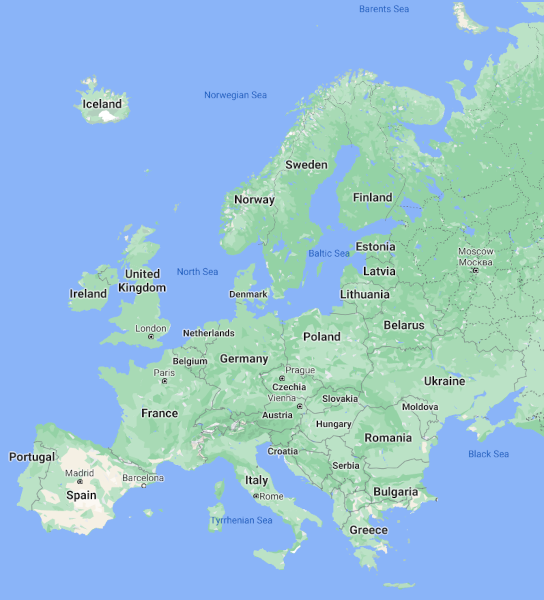 Barents Sea
Norwegian Sea
Iceland
Sweden
Norway
Finland
Estonia
Moscow
Москва
Baltic Sea
North Sea
Latvia
United
Kingdom
Ireland
Denmark
Lithuania
Belarus
London
Netherlands
Poland
Belgium
Germany
Paris
Prague
Czechia
Ukraine
Vienna
Slovakia
Moldova
France
Austria
Hungary
Romania
Croatia
Black Sea
Portugal
Serbia
Madrid
Barcelona
Italy
Spain
Rome
Bulgaria
Tyrrhenian Sea
Greece